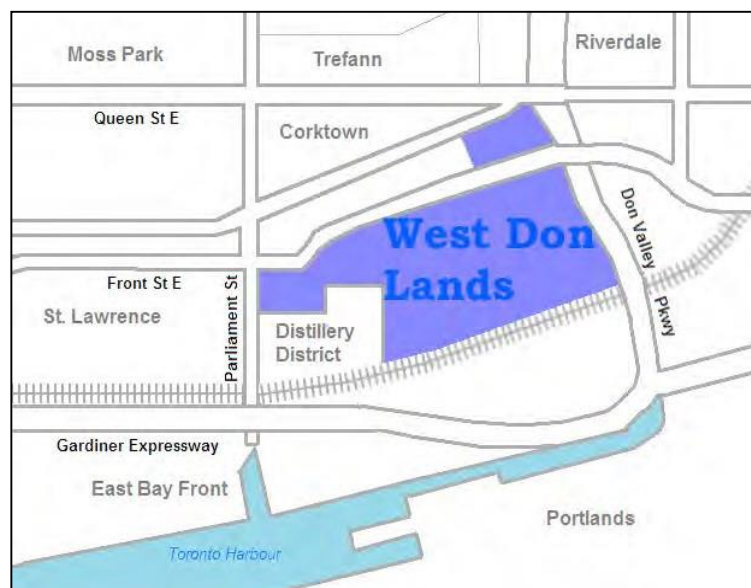 Moss Park
Trefann
Riverdale
Queen St E
Corktown
West Don
Lands
Don Valley
Pkwy
Front St E
Parliament St
St. Lawrence
Distillery
District
Gardiner Expressway
East Bay Front
Portlands
Toronto Harbour